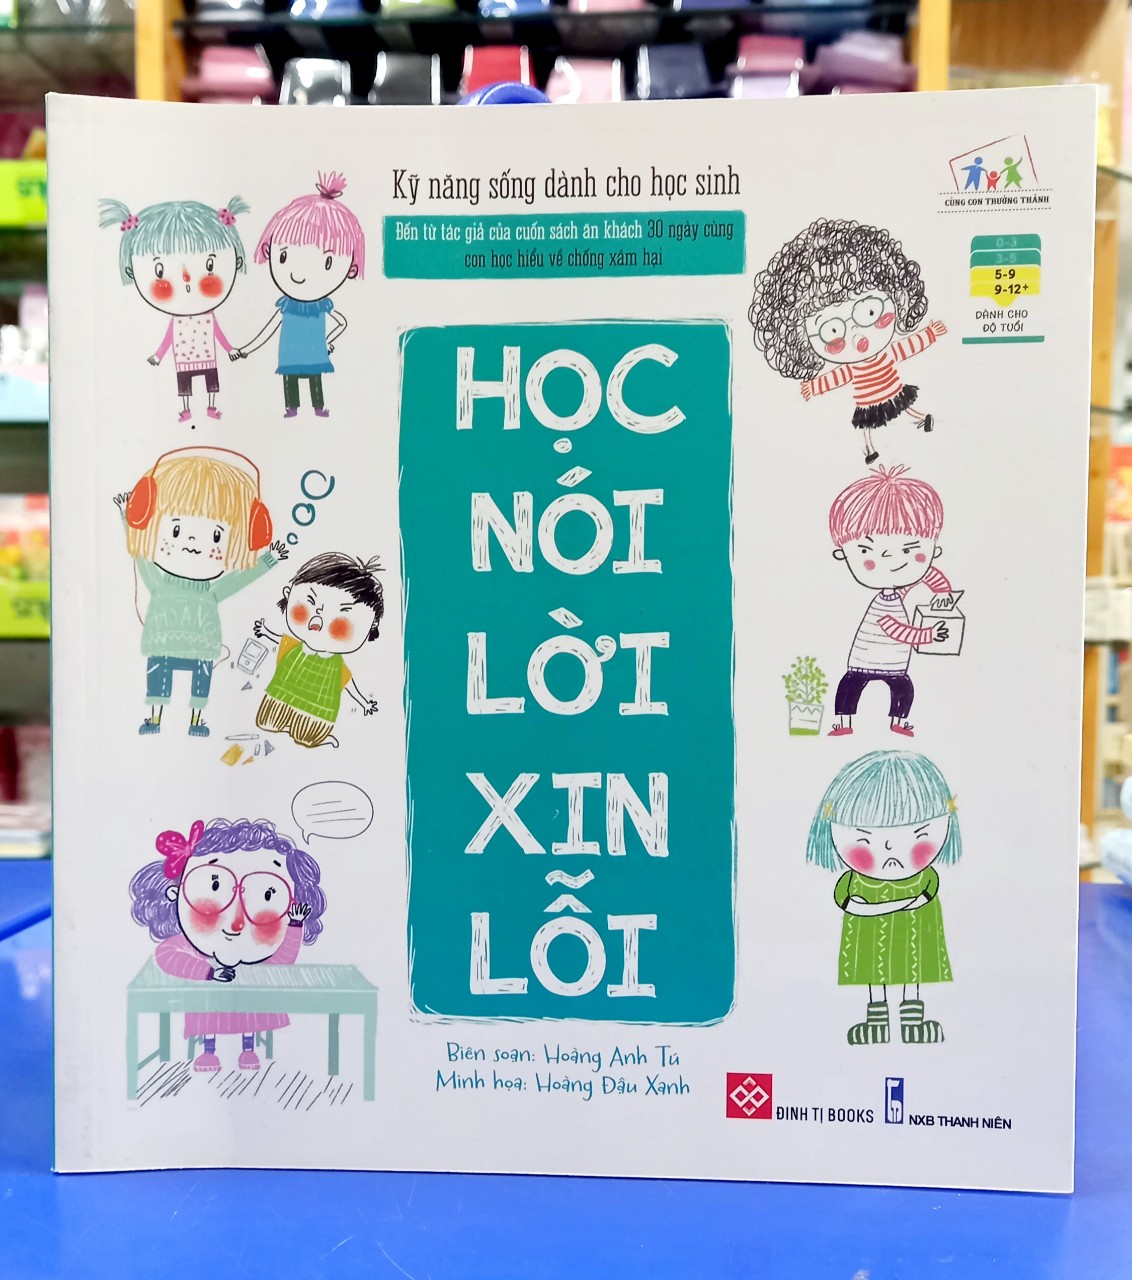 Kỹ năng sống dành cho học sinh
Đến từ tác giả của cuốn sách ăn khách 30 ngày cùng
con học hiểu về chống xâm hại
CÙNG CON TRƯỞNG THÀNH
0-3
3-5
5-9
9-12+
DÀNH CHO
ĐỘ TUỔI
HỌC
NÓI
LỜI
XIN
LỖI
Biên soạn: Hoàng Anh Tú
Minh họa: Hoàng Đậu Xanh
ĐINH TỊ BOOKS
NXB THANH NIÊN